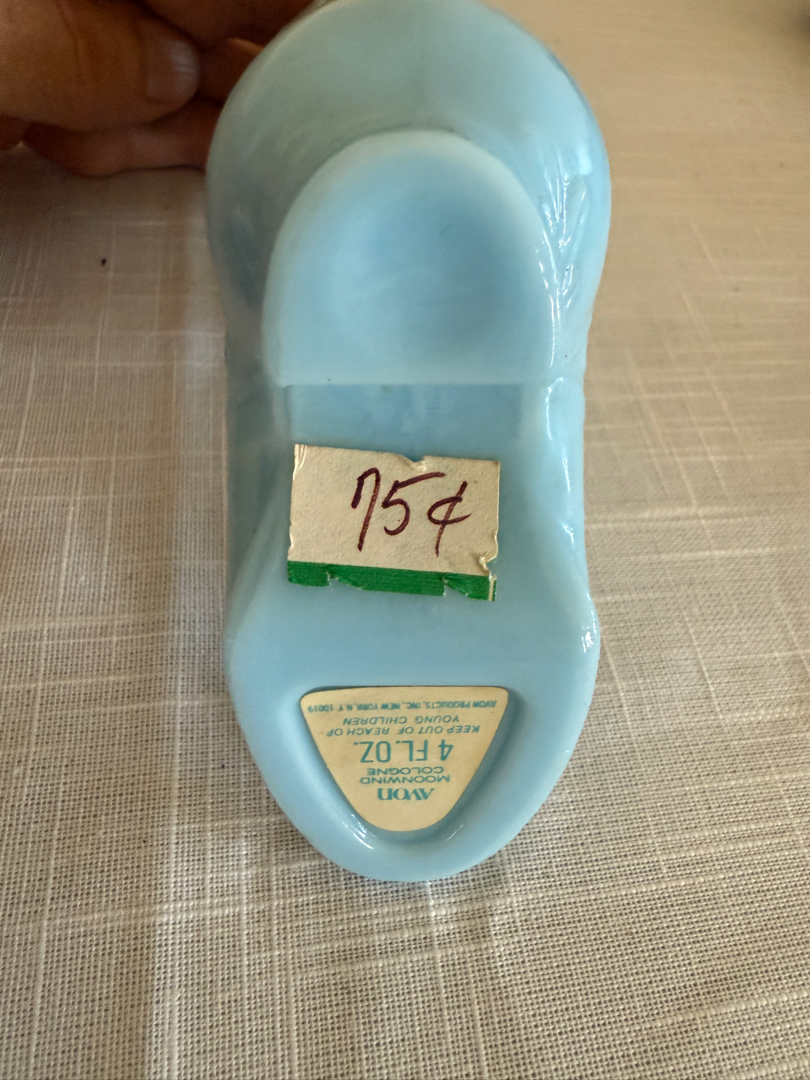 75¢
AVON
MOONWIND
COLOGNE
4 FL. OZ.
KEEP OUT OF REACH OF
YOUNG CHILDREN
AVON PRODUCTS, INC., NEW YORK, N.Y. 10019